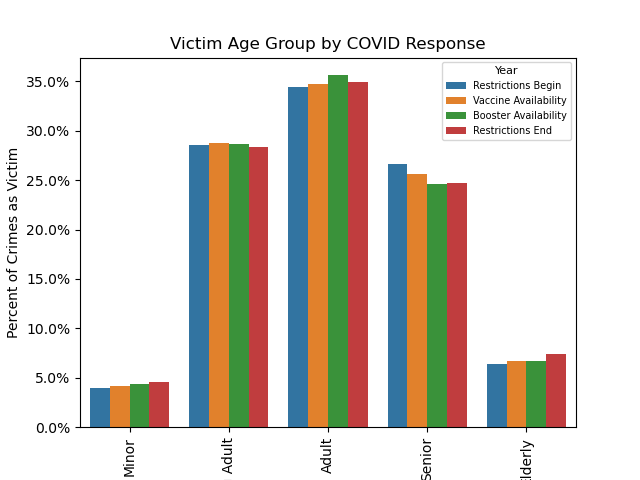 Victim Age Group by COVID Response
Percent of Crimes as Victim
35.0%
30.0%
25.0%
20.0%
15.0%
10.0%
5.0%
0.0%
Year
Restrictions Begin
Vaccine Availability
Booster Availability
Restrictions End
Minor
Adult
Adult
Senior
lderly